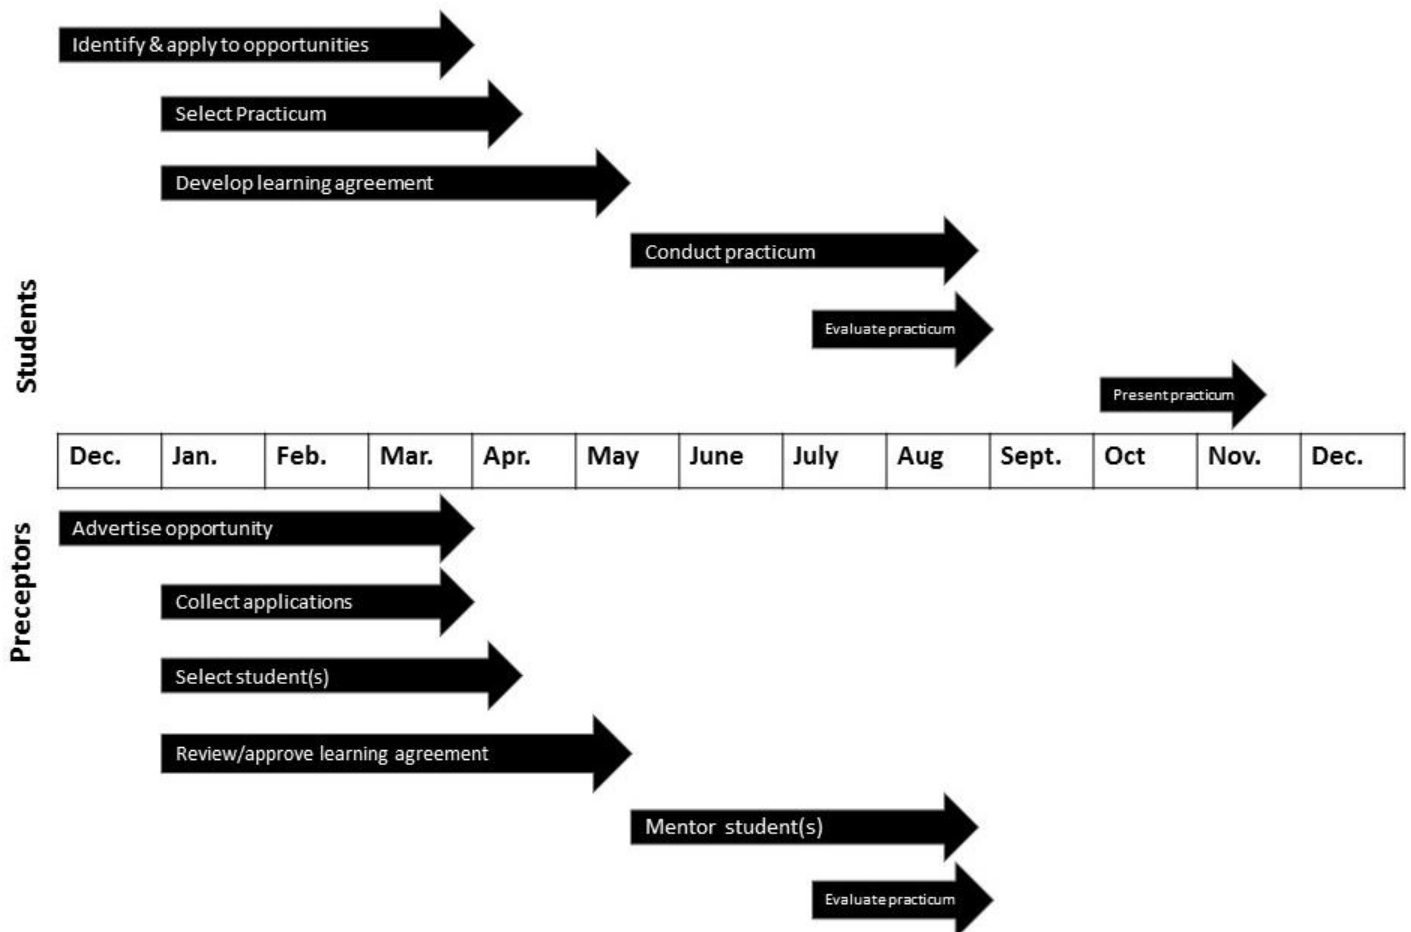 Identify & apply to opportunities
Select Practicum
Develop learning agreement
Conduct practicum
Evaluate practicum
Present practicum
Students
Dec. Jan. Feb. Mar. Apr. May June July Aug Sept. Oct Nov. Dec.
Preceptors
Advertise opportunity
Collect applications
Select student(s)
Review/approve learning agreement
Mentor student(s)
Evaluate practicum